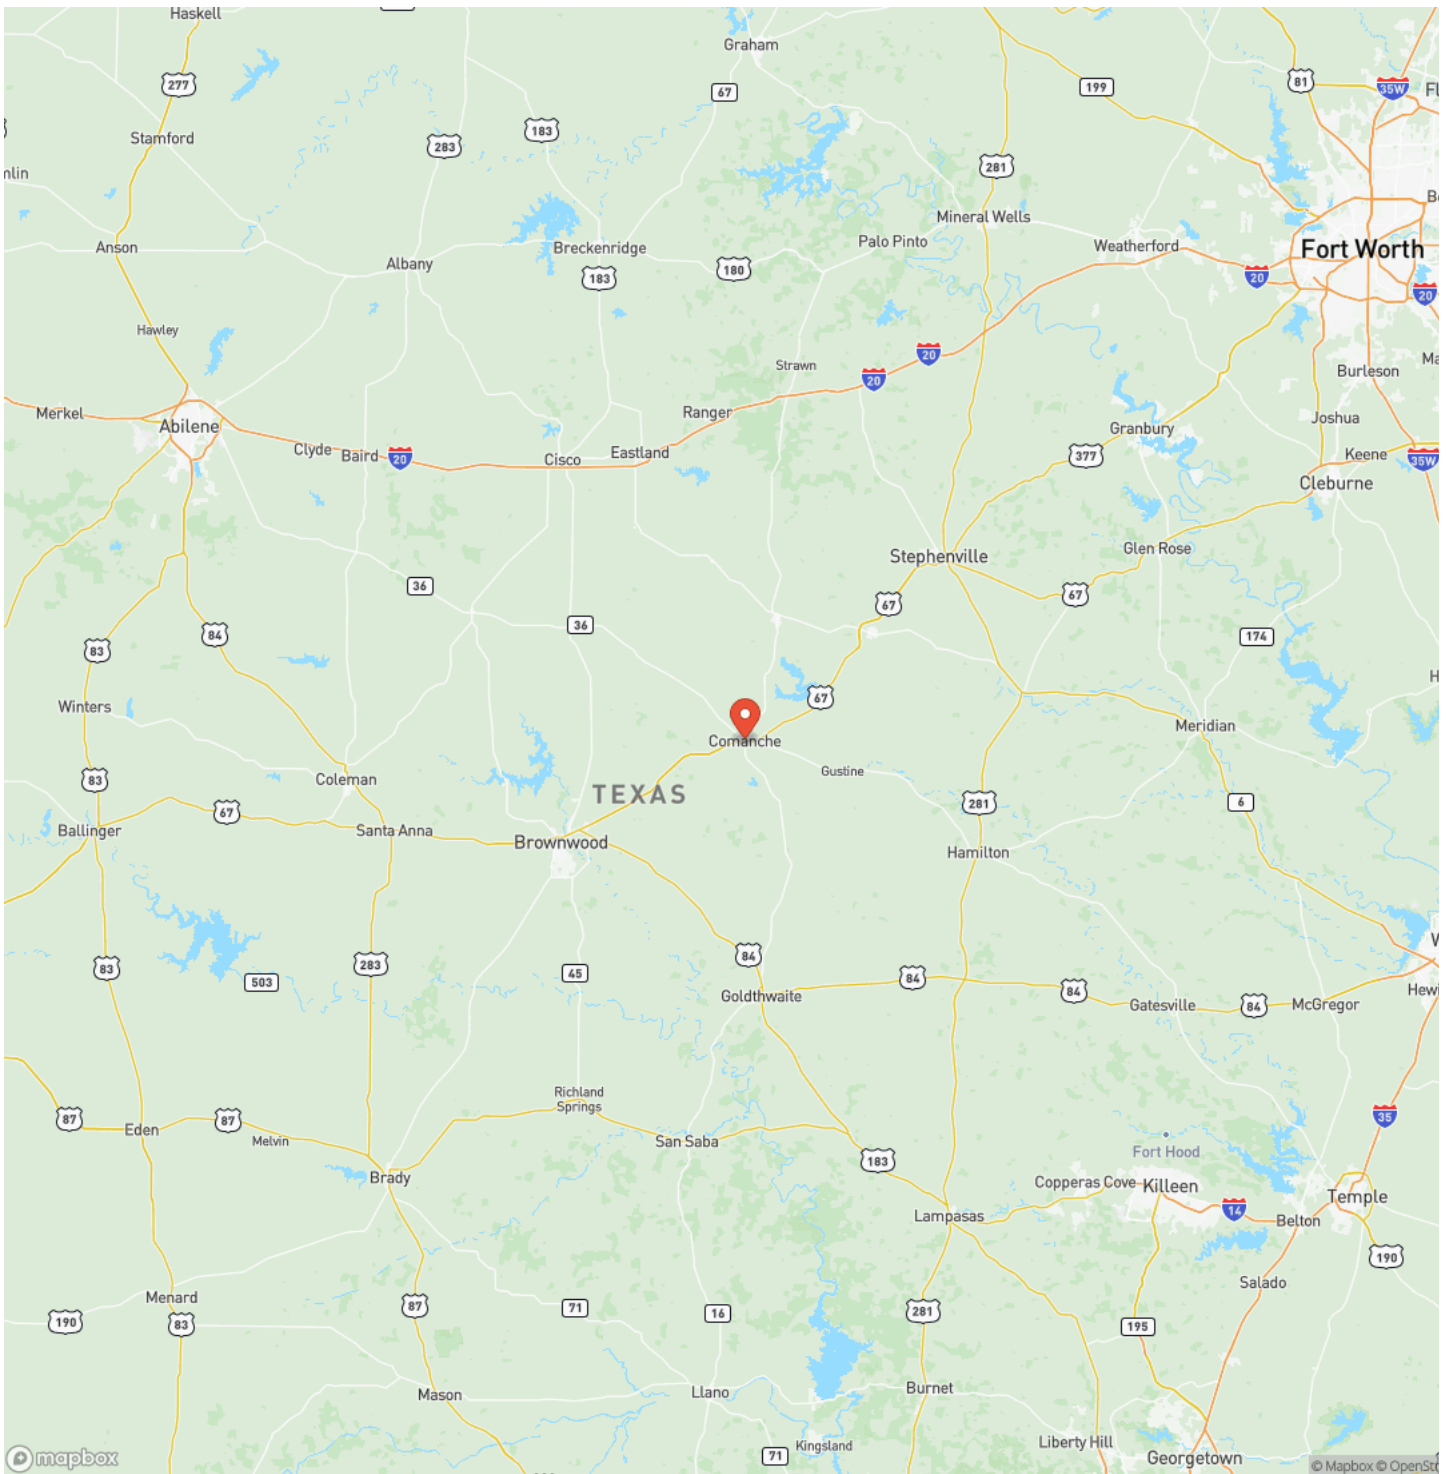 Haskell
Graham
277
67
199
81
35W
Fl
Stamford
283
183
281
mlin
Be
Mineral Wells
Anson
Breckenridge
Palo Pinto
Weatherford
Fort Worth
Albany
183
180
20
20
Hawley
20
Strawn
20
Burleson
Ma
Merkel
Abilene
Ranger
Granbury
Joshua
Clyde
Baird
20
Cisco
Eastland
377
Keene
35W
Cleburne
Stephenville
Glen Rose
36
67
67
36
84
83
174
67
H
Winters
Comanche
Meridian
83
Coleman
Gustine
TEXAS
67
281
6
Ballinger
Santa Anna
Brownwood
Hamilton
W
83
283
45
84
503
84
84
Goldthwaite
Gatesville
84
McGregor
Hewi
Richland
Springs
87
87
Eden
Melvin
San Saba
35
Fort Hood
183
Brady
Copperas Cove
Killeen
Temple
Lampasas
14
Belton
190
Salado
Menard
190
83
87
71
16
281
195
Mason
Llano
Burnet
Kingsland
71
Liberty Hill
Georgetown
mapbox
© Mapbox © OpenStr